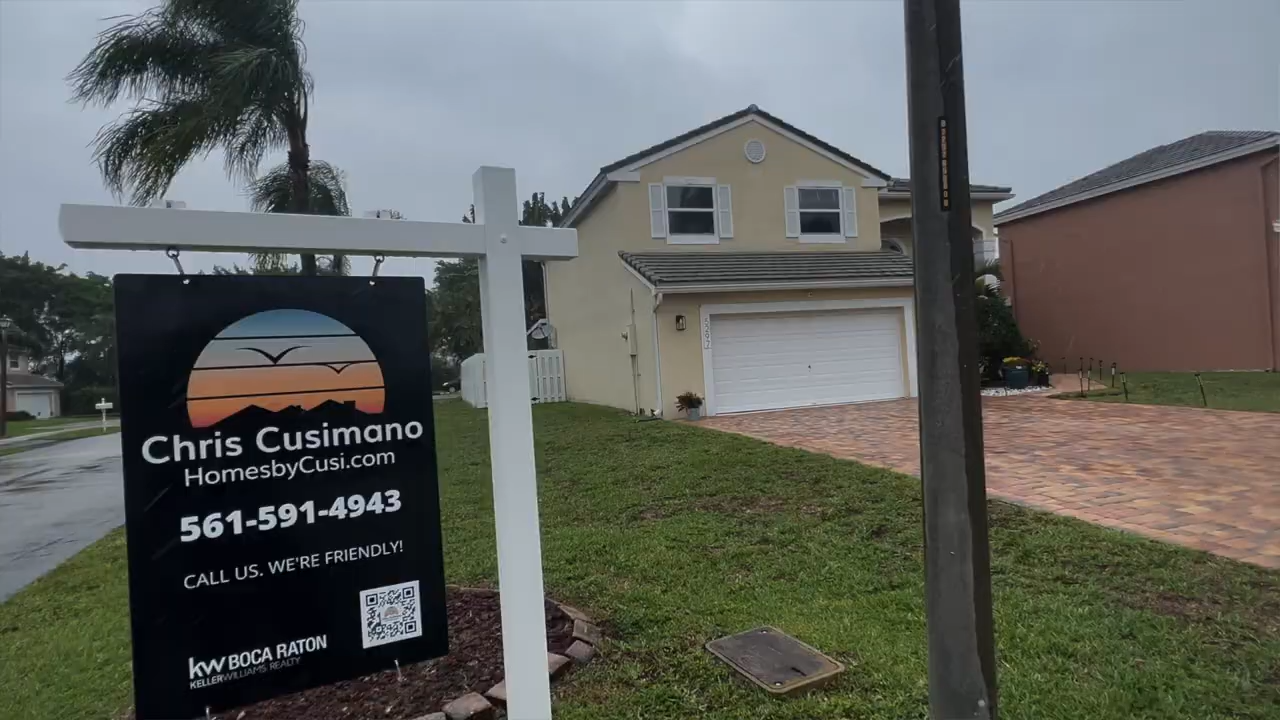 Chris Cusimano
HomesbyCusi.com
561-591-4943
CALL US. WE'RE FRIENDLY!
kw BOCA RATON
KELLERWILLIAMS. REALTY